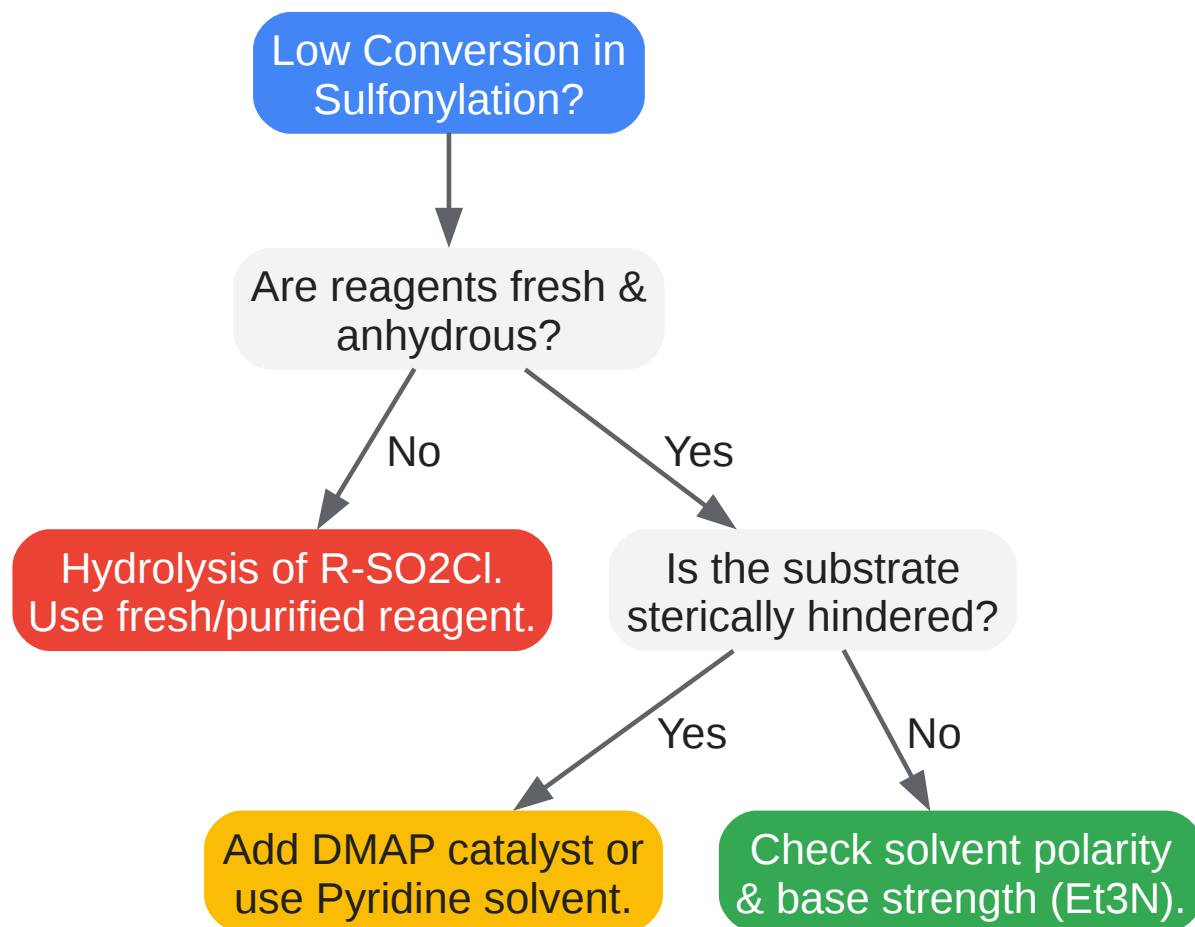 Low Conversion in
Sulfonylation?
Are reagents fresh &
anhydrous?
No
Yes
Hydrolysis of R-SO2Cl.
Use fresh/purified reagent.
Is the substrate
sterically hindered?
Yes
No
Add DMAP catalyst or
use Pyridine solvent.
Check solvent polarity
& base strength (Et3N).